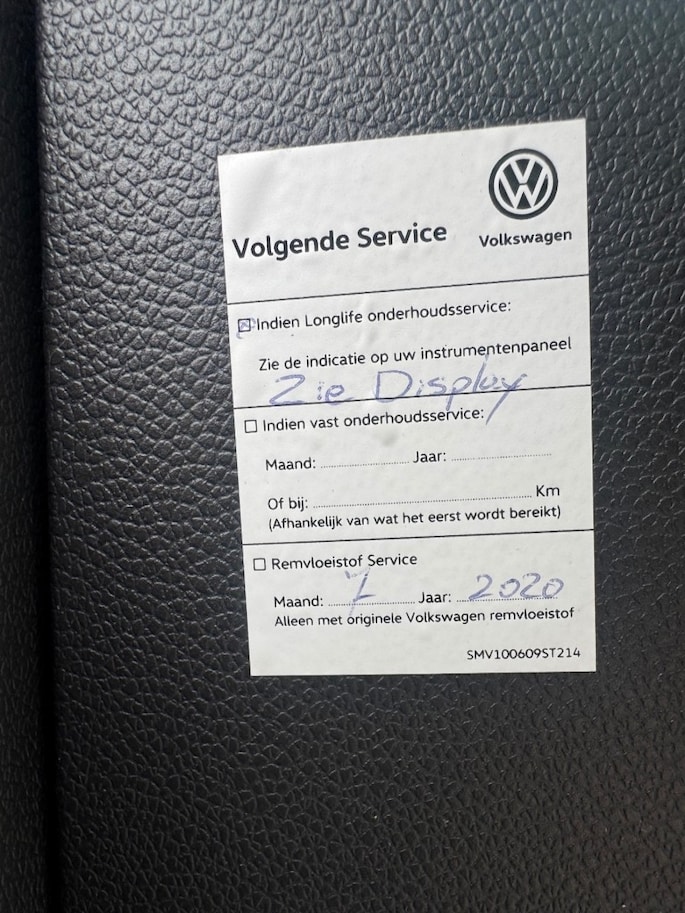 Volgende Service
Volkswagen
Indien Longlife onderhoudsservice:
Zie de indicatie op uw instrumentenpaneel
Zie Display
Indien vast onderhoudsservice:
Maand: Jaar:
Of bij: Km
(Afhankelijk van wat het eerst wordt bereikt)
Remvloeistof Service
Maand: 7 Jaar: 2020
Alleen met originele Volkswagen remvloeistof
SMV100609ST214